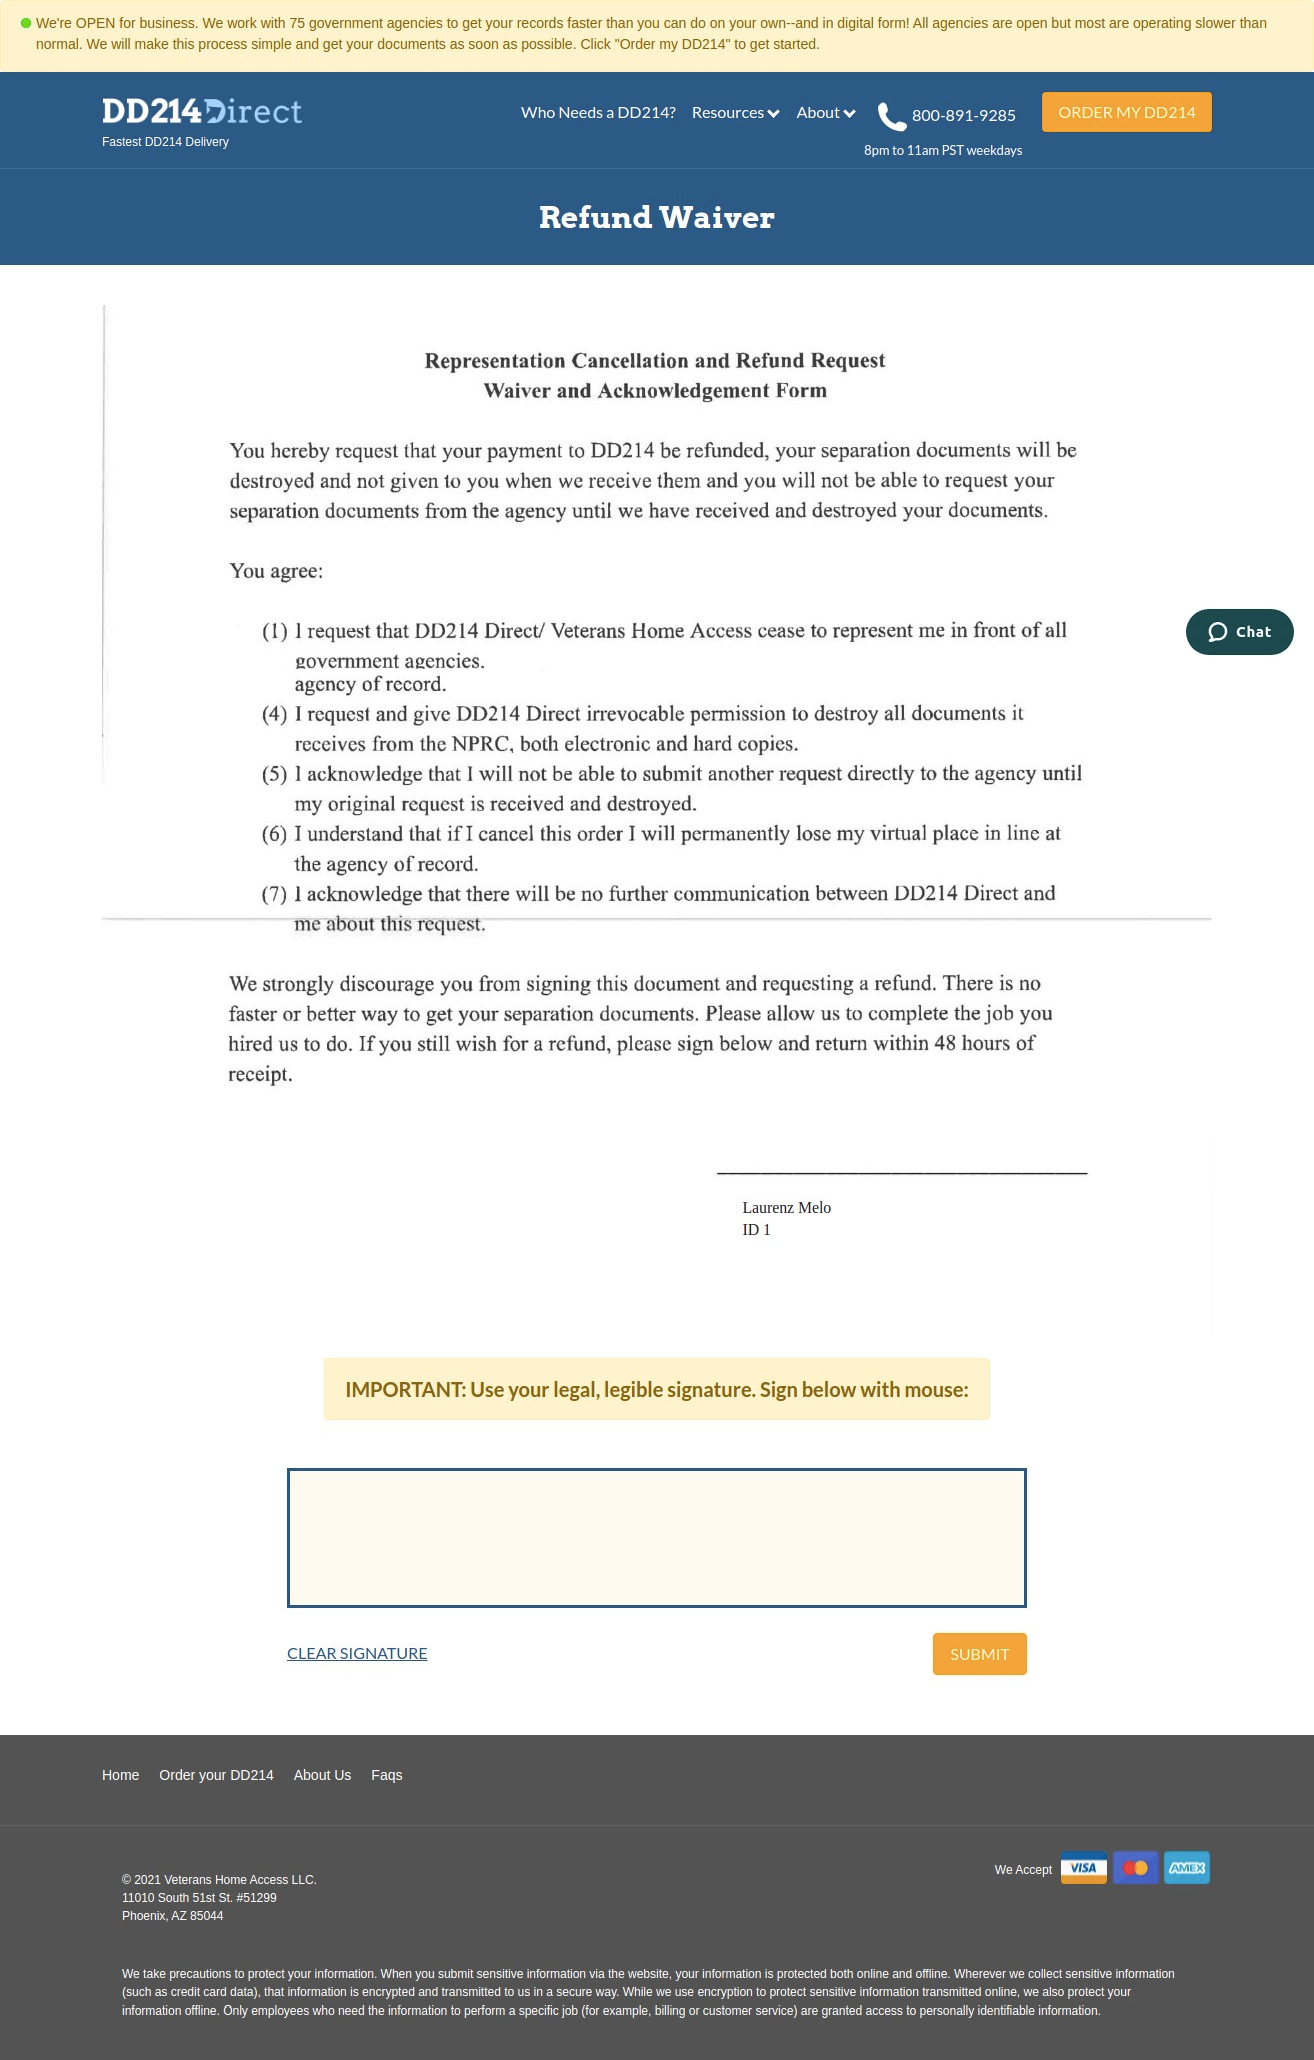 We're OPEN for business. We work with 75 government agencies to get your records faster than you can do on your own--and in digital form! All agencies are open but most are operating slower than
normal. We will make this process simple and get your documents as soon as possible. Click "Order my DD214" to get started.
DD214Direct
Fastest DD214 Delivery
Who Needs a DD214?
Resources
About
800-891-9285
8pm to 11am PST weekdays
ORDER MY DD214
Refund Waiver
Representation Cancellation and Refund Request
Waiver and Acknowledgement Form
You hereby request that your payment to DD214 be refunded, your separation documents will be
destroyed and not given to you when we receive them and you will not be able to request your
separation documents from the agency until we have received and destroyed your documents.
You agree:
(1) I request that DD214 Direct/ Veterans Home Access cease to represent me in front of all
government agencies.
agency of record.
(4) I request and give DD214 Direct irrevocable permission to destroy all documents it
receives from the NPRC, both electronic and hard copies.
(5) I acknowledge that I will not be able to submit another request directly to the agency until
my original request is received and destroyed.
(6) I understand that if I cancel this order I will permanently lose my virtual place in line at
the agency of record.
(7) I acknowledge that there will be no further communication between DD214 Direct and
me about this request.
Chat
We strongly discourage you from signing this document and requesting a refund. There is no
faster or better way to get your separation documents. Please allow us to complete the job you
hired us to do. If you still wish for a refund, please sign below and return within 48 hours of
receipt.
Laurenz Melo
ID 1
IMPORTANT: Use your legal, legible signature. Sign below with mouse:
CLEAR SIGNATURE
SUBMIT
Home
Order your DD214
About Us
Faqs
© 2021 Veterans Home Access LLC.
11010 South 51st St. #51299
Phoenix, AZ 85044
We Accept
VISA
AMEX
We take precautions to protect your information. When you submit sensitive information via the website, your information is protected both online and offline. Wherever we collect sensitive information
(such as credit card data), that information is encrypted and transmitted to us in a secure way. While we use encryption to protect sensitive information transmitted online, we also protect your
information offline. Only employees who need the information to perform a specific job (for example, billing or customer service) are granted access to personally identifiable information.